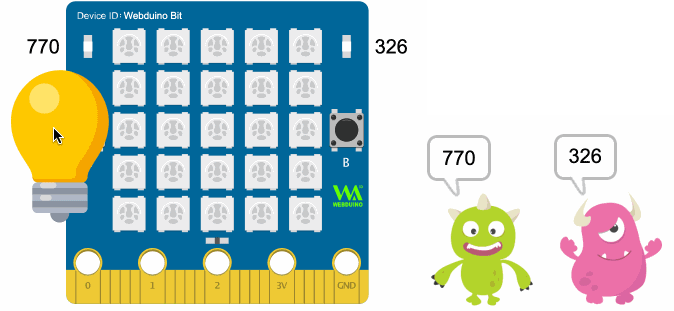 Device ID: Webduino Bit
770
326
B
WEBDUINO
0
1
2
3V
GND
770
326